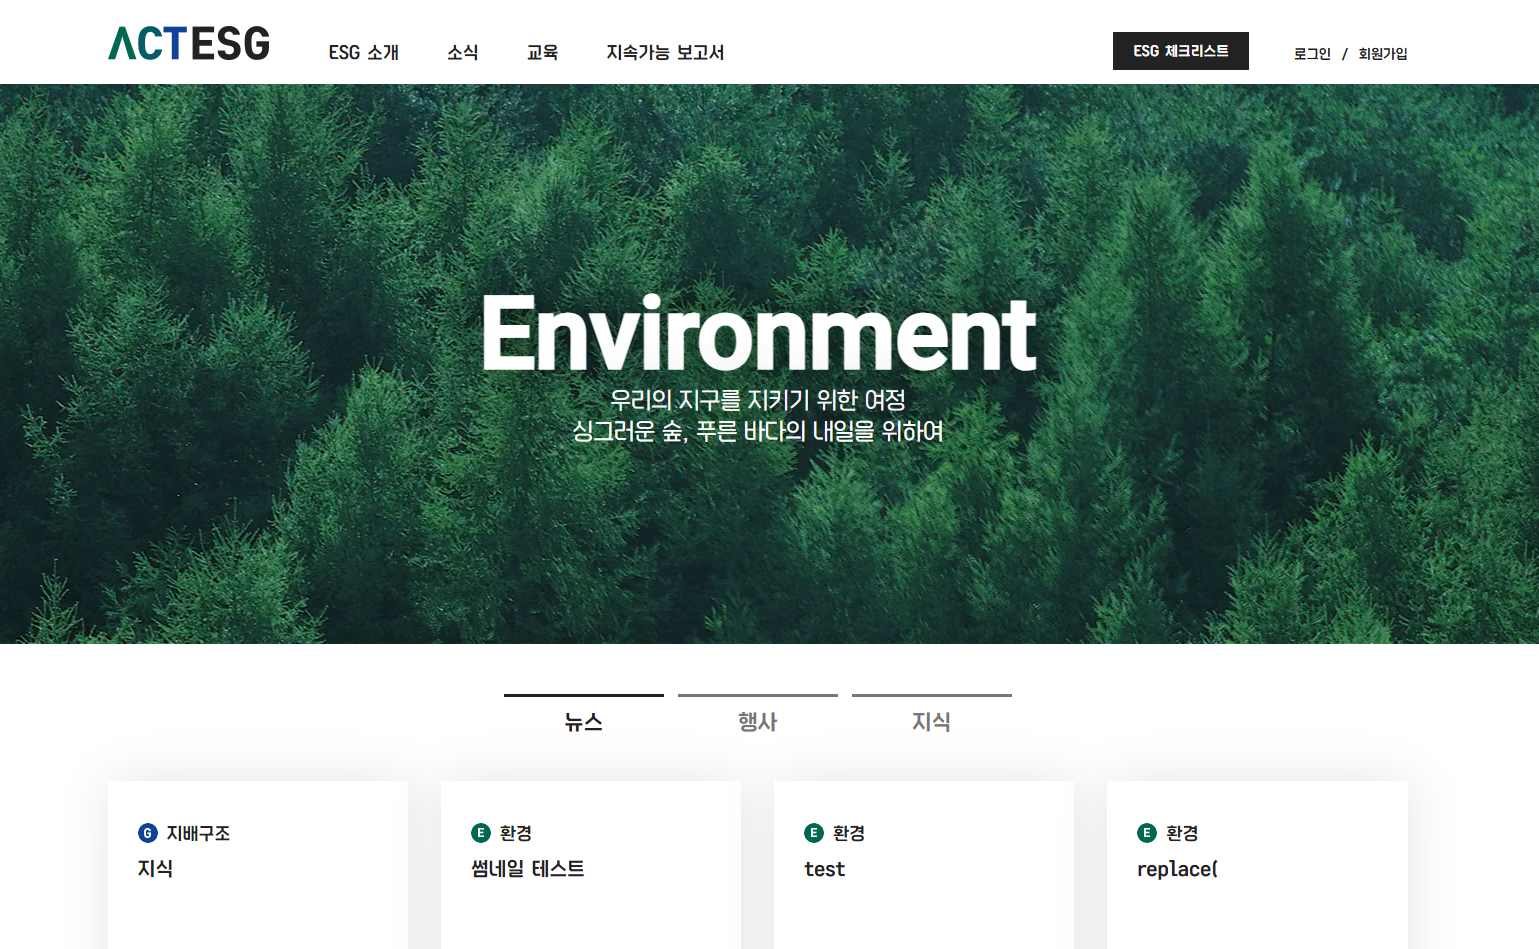 ACTESG
ESG 소개 소식 교육 지속가능 보고서
ESG 체크리스트
로그인 / 회원가입
Environment
우리의 지구를 지키기 위한 여정
싱그러운 숲, 푸른 바다의 내일을 위하여
뉴스 행사 지식
G 지배구조
지식
E 환경
썸네일 테스트
E 환경
test
E 환경
replace(